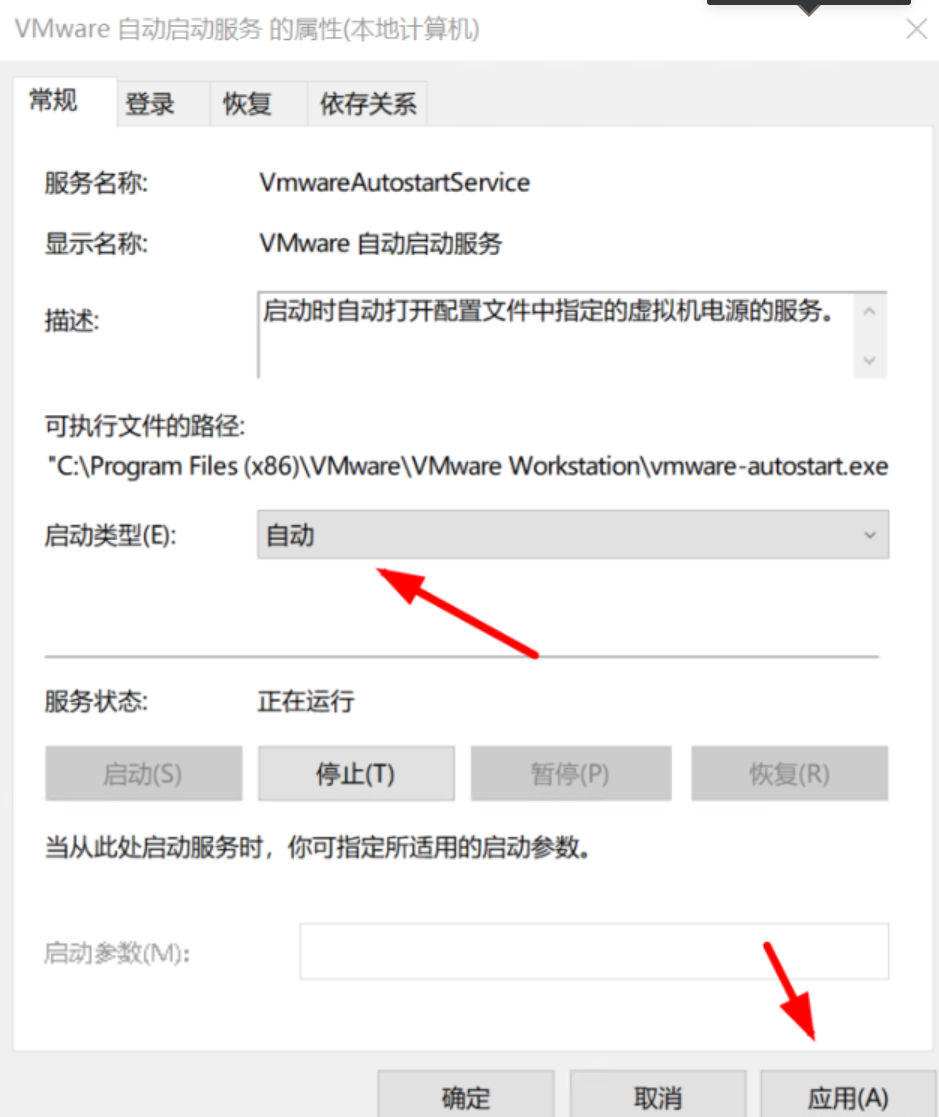 VMware 自动启动服务 的属性(本地计算机)
常规 登录 恢复 依存关系
服务名称: VmwareAutostartService
显示名称: VMware 自动启动服务
描述: 启动时自动打开配置文件中指定的虚拟机电源的服务。
可执行文件的路径:
"C:\Program Files (x86)\VMware\VMware Workstation\vmware-autostart.exe
启动类型(E): 自动
服务状态: 正在运行
启动(S) 停止(T) 暂停(P) 恢复(R)
当从此处启动服务时，你可指定所适用的启动参数。
启动参数(M):
确定 取消 应用(A)